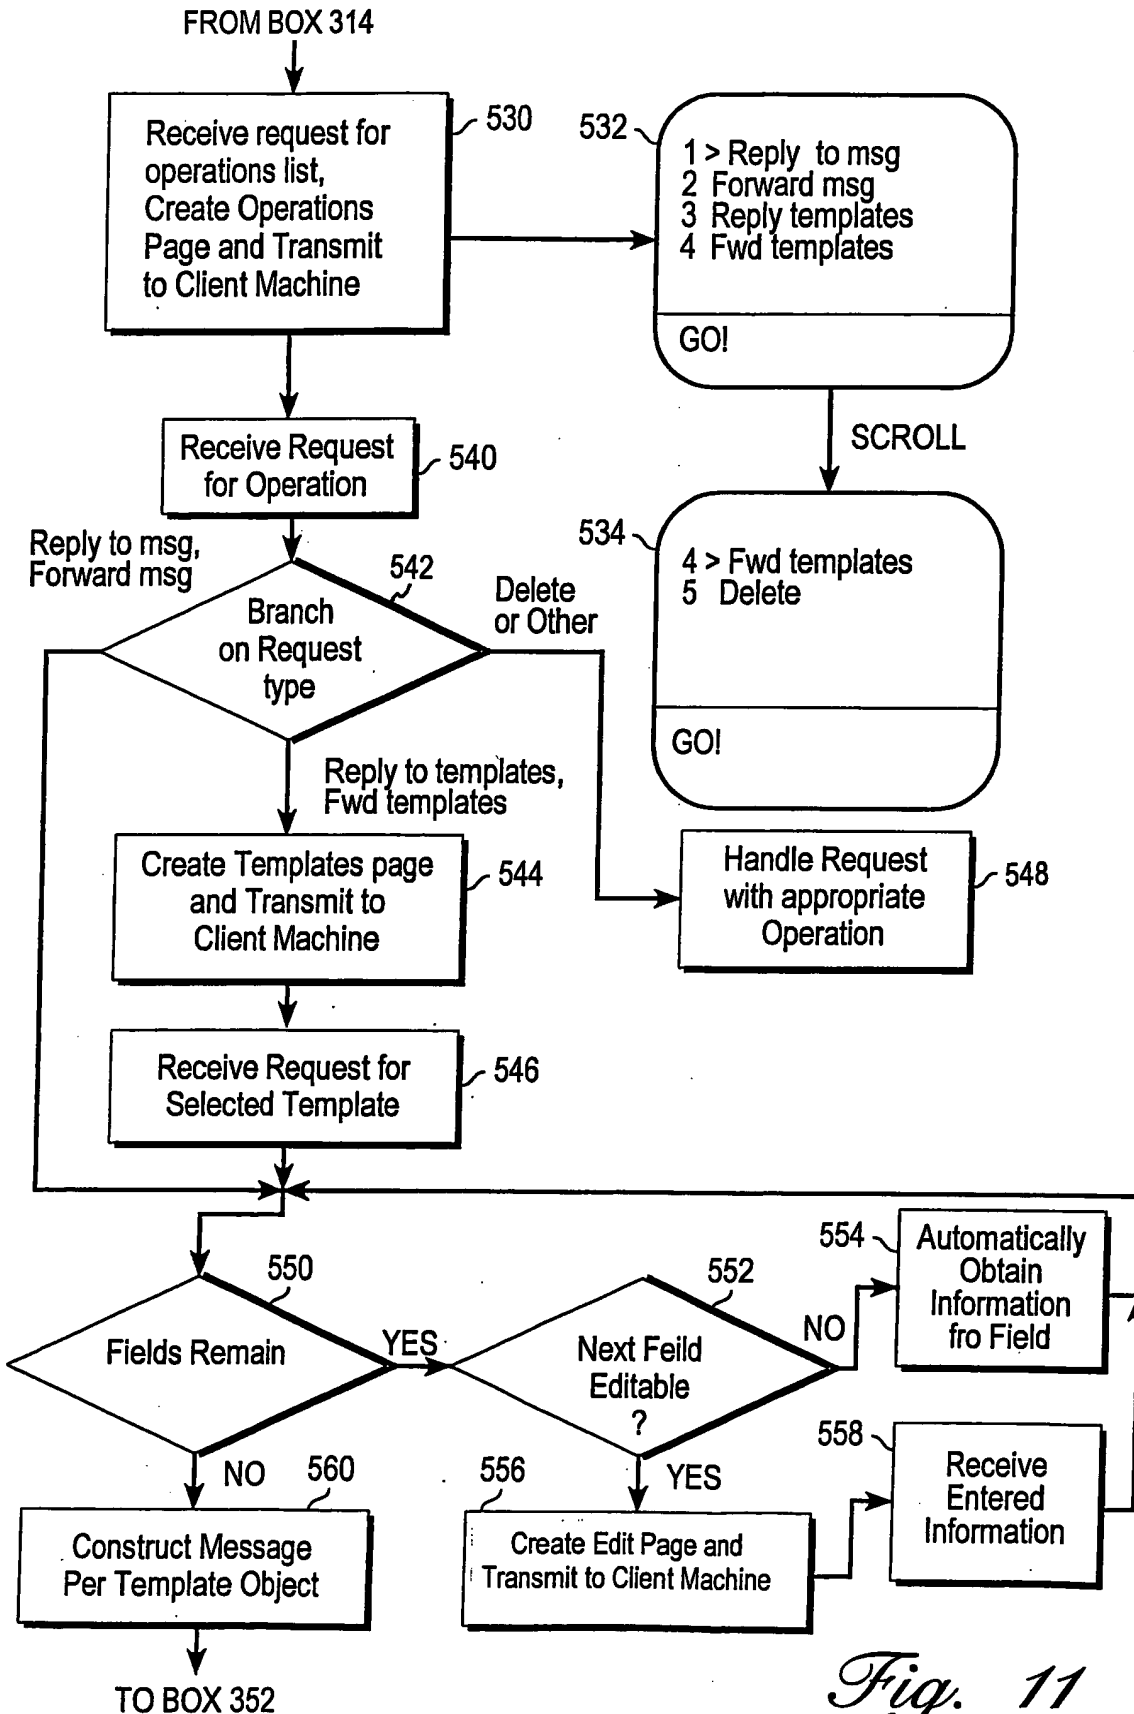 FROM BOX 314
Receive request for
operations list,
Create Operations
Page and Transmit
to Client Machine
530
532
1 > Reply to msg
2 Forward msg
3 Reply templates
4 Fwd templates
GO!
SCROLL
Receive Request
for Operation
540
534
4 > Fwd templates
5 Delete
GO!
Reply to msg,
Forward msg
542
Branch
on Request
type
Delete
or Other
Reply to templates,
Fwd templates
Create Templates page
and Transmit to
Client Machine
544
Handle Request
with appropriate
Operation
548
Receive Request for
Selected Template
546
550
Fields Remain
YES
552
Next Feild
Editable
?
NO
554
Automatically
Obtain
Information
fro Field
NO
560
Construct Message
Per Template Object
YES
556
Create Edit Page and
Transmit to Client Machine
558
Receive
Entered
Information
TO BOX 352
Fig. 11